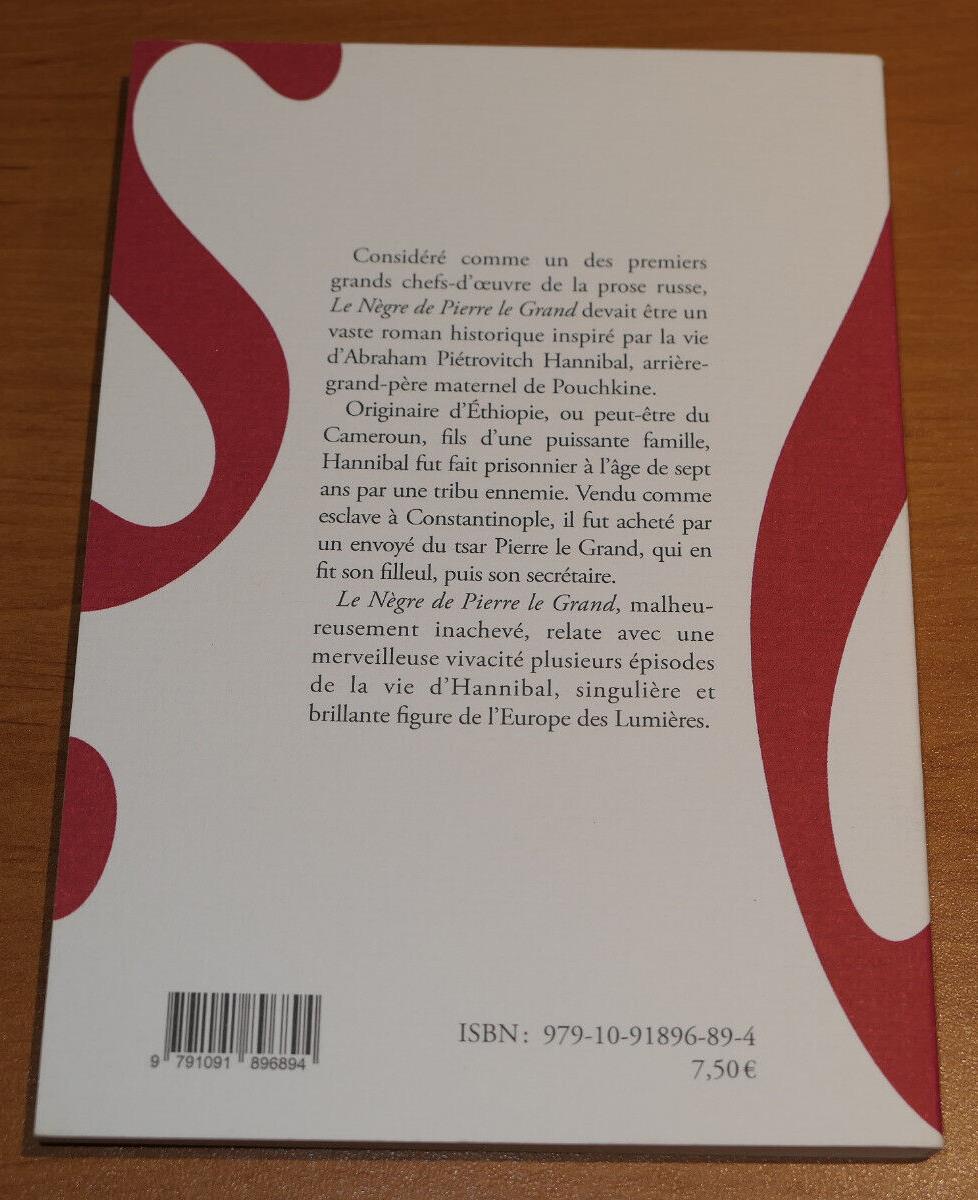 Considéré comme un des premiers
grands chefs-d'œuvre de la prose russe,
Le Nègre de Pierre le Grand devait être un
vaste roman historique inspiré par la vie
d'Abraham Piétrovitch Hannibal, arrière-
grand-père maternel de Pouchkine.
Originaire d'Éthiopie, ou peut-être du
Cameroun, fils d'une puissante famille,
Hannibal fut fait prisonnier à l'âge de sept
ans par une tribu ennemie. Vendu comme
esclave à Constantinople, il fut acheté par
un envoyé du tsar Pierre le Grand, qui en
fit son filleul, puis son secrétaire.
Le Nègre de Pierre le Grand, malheu-
reusement inachevé, relate avec une
merveilleuse vivacité plusieurs épisodes
de la vie d'Hannibal, singulière et
brillante figure de l'Europe des Lumières.
ISBN : 979-10-91896-89-4
7,50 €
9 791091 896894